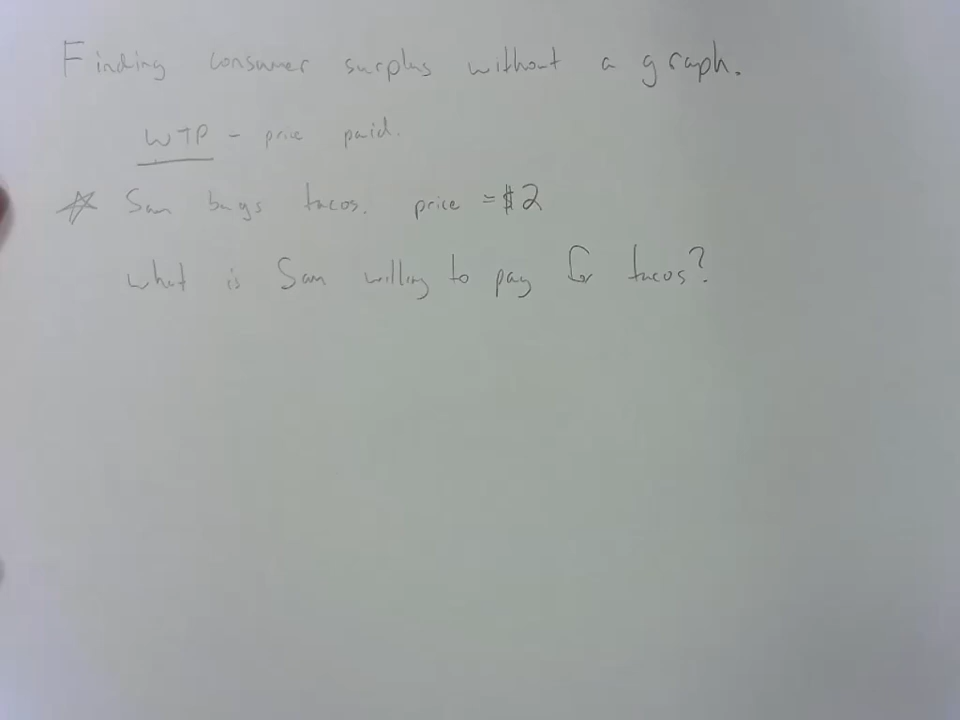 Finding consumer surplus without a graph.
WTP - price paid.
Sam buys tacos. price = $2
what is Sam willing to pay for tacos?